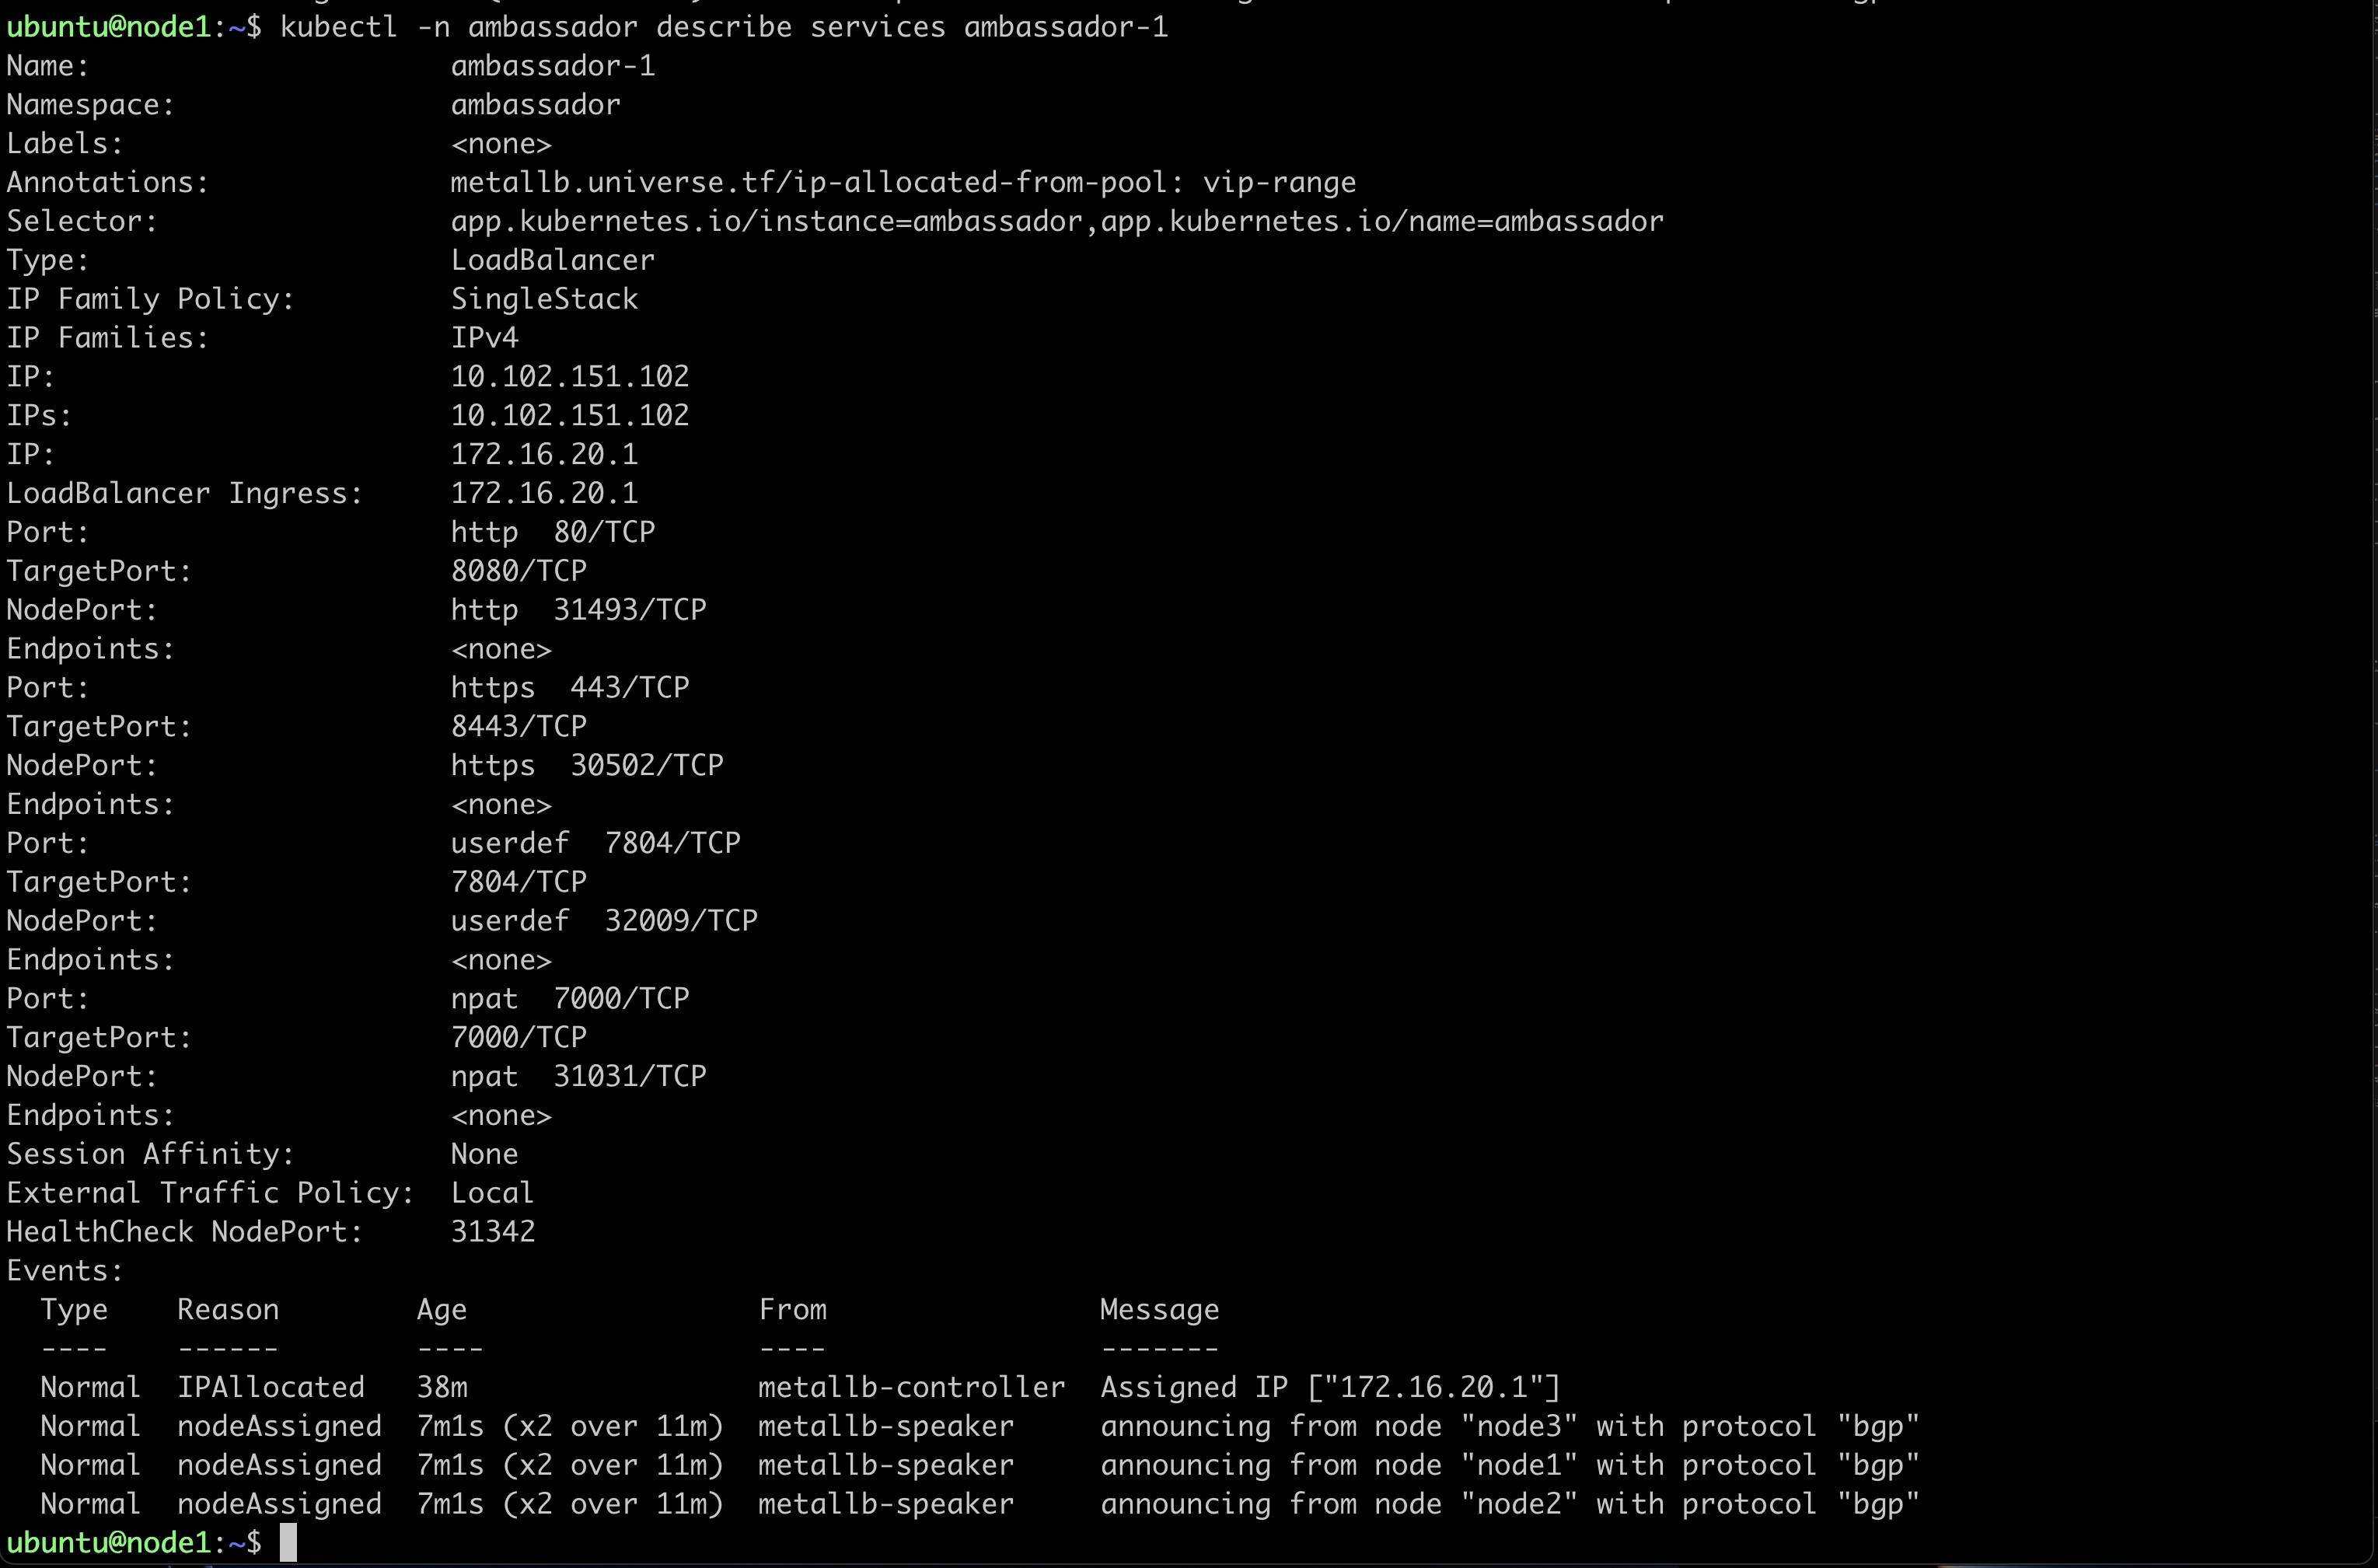 ubuntu@node1:~$ kubectl -n ambassador describe services ambassador-1
Name:                     ambassador-1
Namespace:                ambassador
Labels:                   <none>
Annotations:              metallb.universe.tf/ip-allocated-from-pool: vip-range
Selector:                 app.kubernetes.io/instance=ambassador,app.kubernetes.io/name=ambassador
Type:                     LoadBalancer
IP Family Policy:         SingleStack
IP Families:              IPv4
IP:                       10.102.151.102
IPs:                      10.102.151.102
IP:                       172.16.20.1
LoadBalancer Ingress:     172.16.20.1
Port:                     http  80/TCP
TargetPort:               8080/TCP
NodePort:                 http  31493/TCP
Endpoints:                <none>
Port:                     https  443/TCP
TargetPort:               8443/TCP
NodePort:                 https  30502/TCP
Endpoints:                <none>
Port:                     userdef  7804/TCP
TargetPort:               7804/TCP
NodePort:                 userdef  32009/TCP
Endpoints:                <none>
Port:                     npat  7000/TCP
TargetPort:               7000/TCP
NodePort:                 npat  31031/TCP
Endpoints:                <none>
Session Affinity:         None
External Traffic Policy:  Local
HealthCheck NodePort:     31342
Events:
  Type    Reason        Age                 From                Message
  ----    ------        ----                ----                -------
  Normal  IPAllocated   38m                 metallb-controller  Assigned IP ["172.16.20.1"]
  Normal  nodeAssigned  7m1s (x2 over 11m)  metallb-speaker     announcing from node "node3" with protocol "bgp"
  Normal  nodeAssigned  7m1s (x2 over 11m)  metallb-speaker     announcing from node "node1" with protocol "bgp"
  Normal  nodeAssigned  7m1s (x2 over 11m)  metallb-speaker     announcing from node "node2" with protocol "bgp"
ubuntu@node1:~$